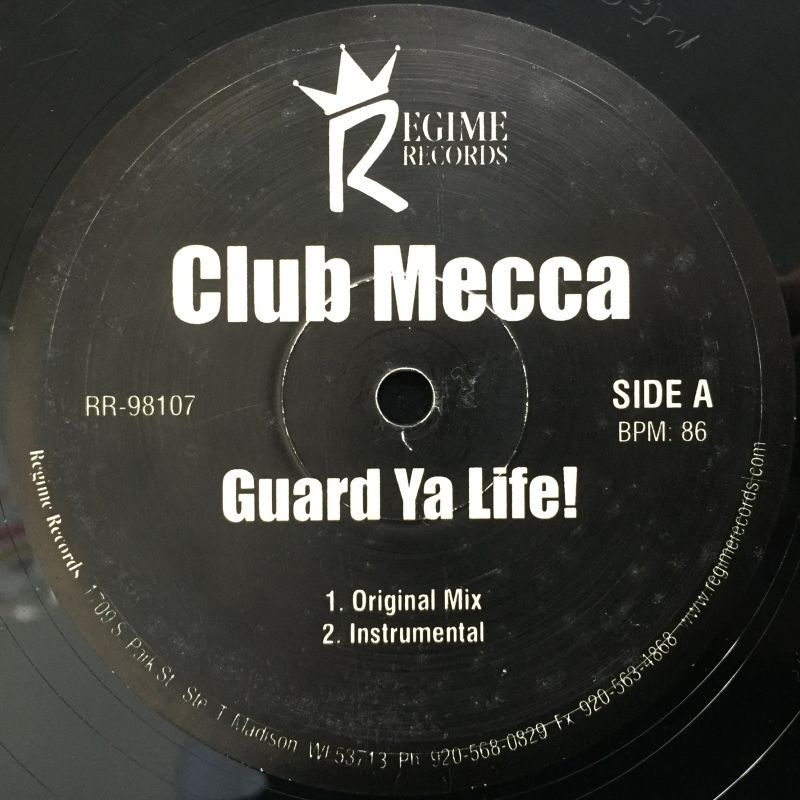 REGIME
RECORDS
Club Mecca
RR-98107
SIDE A
BPM: 86
Guard Ya Life!
1. Original Mix
2. Instrumental
Regime Records 1709 S. Park St. Ste. T Madison WI 53713 Ph 920-568-0829 Fx 920-563-4868 www.regimerecords.com